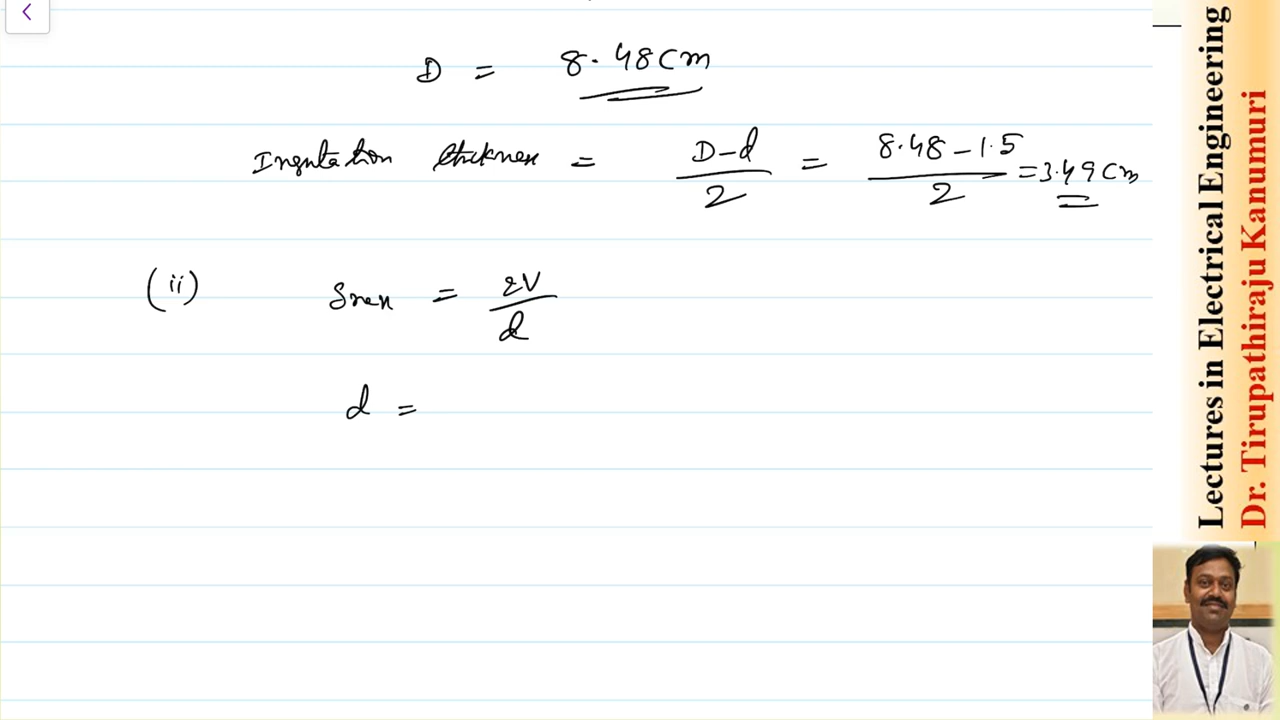 D = 8.48 Cm
Insulation thickness = D-d / 2 = 8.48-1.5 / 2 = 3.49 Cm
(ii) Smax = 2V / d
d =
Lectures in Electrical Engineering
Dr. Tirupathiraju Kanumuri